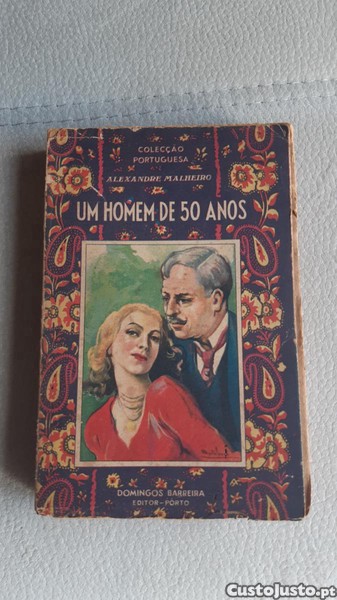 COLECÇÃO
PORTUGUESA
ALEXANDRE MALHEIRO
UM HOMEM DE 50 ANOS
DOMINGOS BARREIRA
EDITOR-PORTO
CustoJusto.pt